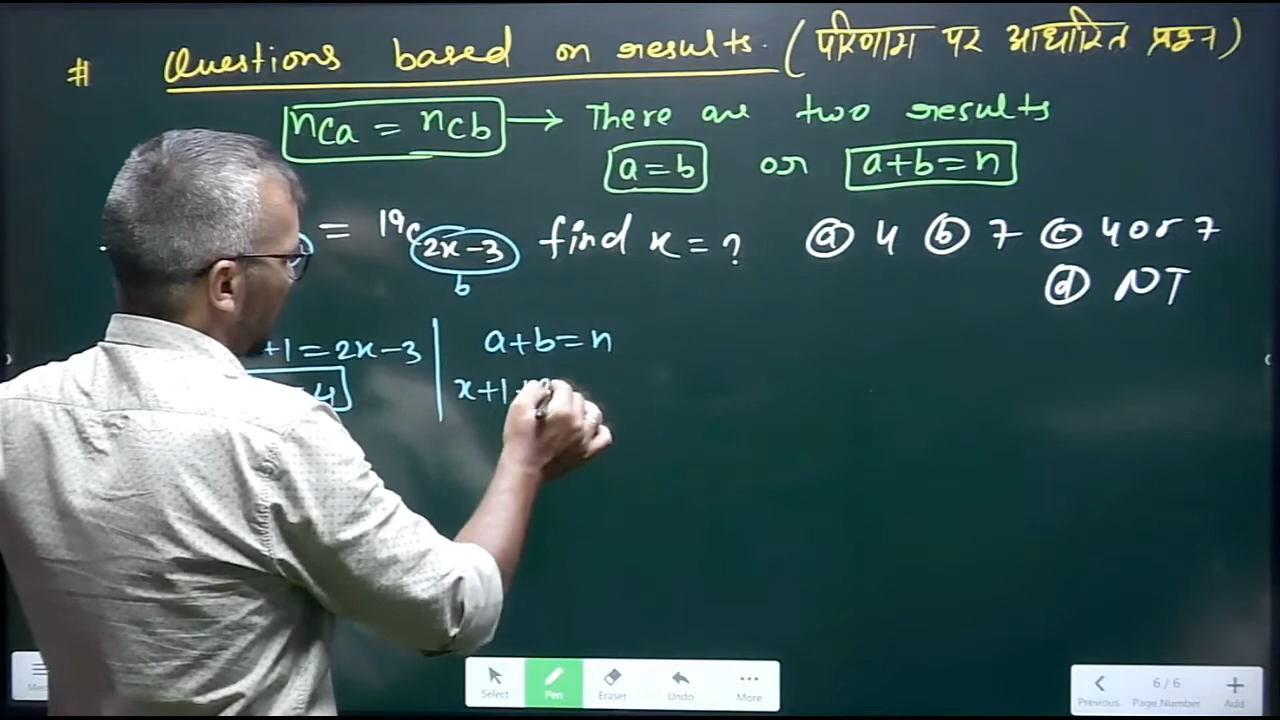 # Questions based on results. (परिणाम पर आधारित प्रश्न)
nCa = nCb → There are two results
a=b or a+b=n
= 19C2x-3 find x=? (a) 4 (b) 7 (c) 4 or 7
b (d) NT
+1=2x-3 a+b=n
4 x+1+
Select Pen Eraser Undo More
Previous 6/6 Page Number Add